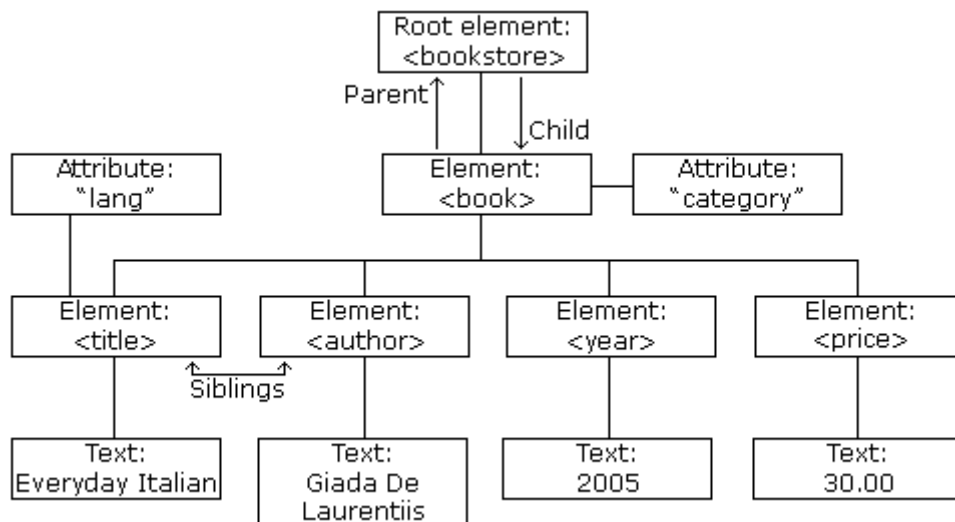 Root element:
<bookstore>
Parent
Child
Attribute:
“lang”
Element:
<book>
Attribute:
“category”
Element:
<title>
Element:
<author>
Element:
<year>
Element:
<price>
Siblings
Text:
Everyday Italian
Text:
Giada De
Laurentiis
Text:
2005
Text:
30.00